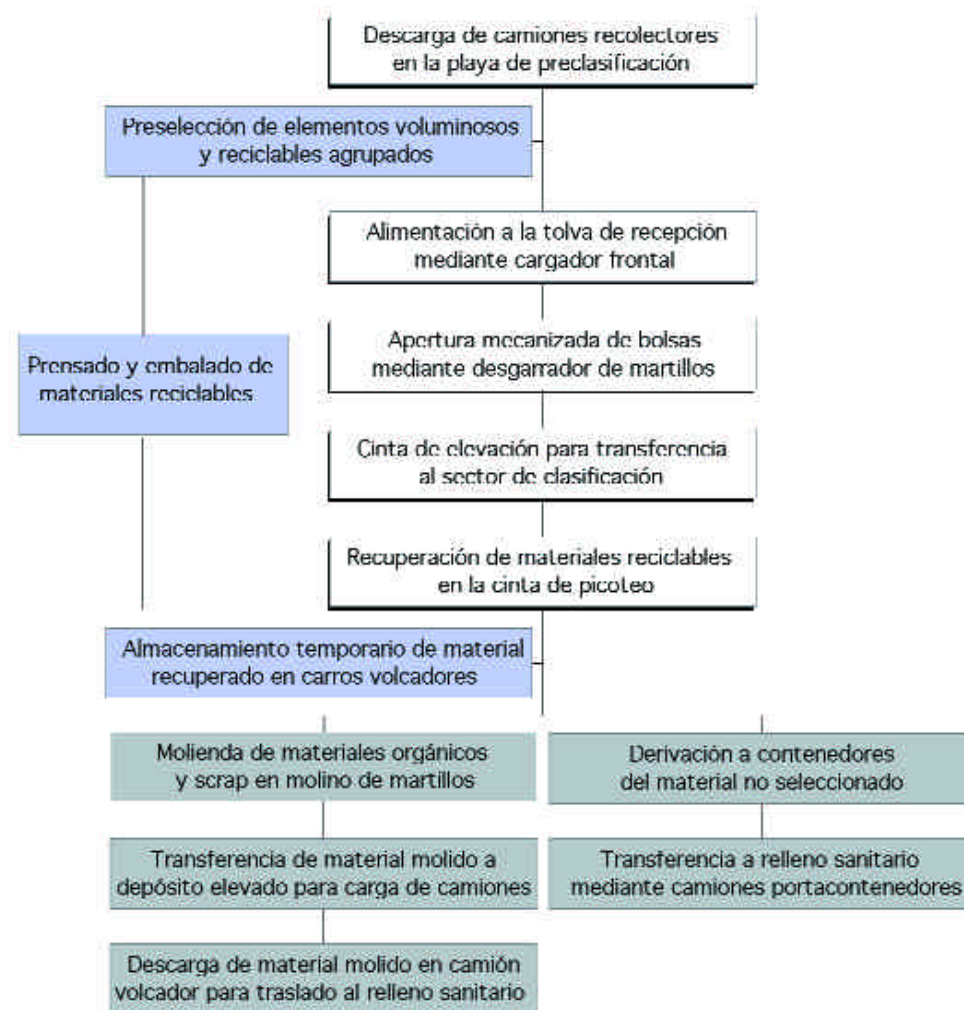 Descarga de camiones recolectores
en la playa de preclasificación
Preselección de elementos voluminosos
y reciclables agrupados
Alimentación a la tolva de recepción
mediante cargador frontal
Apertura mecanizada de bolsas
mediante desgarrador de martillos
Prensado y embalado de
materiales reciclables
Cinta de elevación para transferencia
al sector de clasificación
Recuperación de materiales reciclables
en la cinta de picoteo
Almacenamiento temporario de material
recuperado en carros volcadores
Molienda de materiales orgánicos
y scrap en molino de martillos
Derivación a contenedores
del material no seleccionado
Transferencia de material molido a
depósito elevado para carga de camiones
Transferencia a relleno sanitario
mediante camiones portacontenedores
Descarga de material molido en camión
volcador para traslado al relleno sanitario